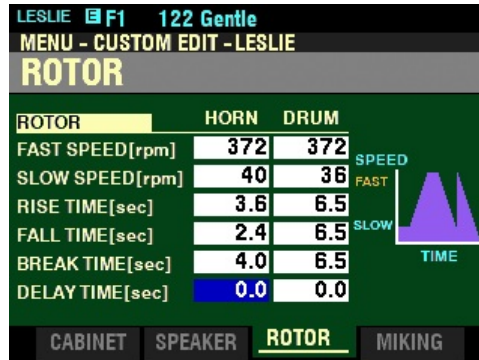 LESLIE E F1 122 Gentle
MENU - CUSTOM EDIT - LESLIE
ROTOR
ROTOR HORN DRUM
FAST SPEED[rpm] 372 372
SLOW SPEED[rpm] 40 36
RISE TIME[sec] 3.6 6.5
FALL TIME[sec] 2.4 6.5
BREAK TIME[sec] 4.0 6.5
DELAY TIME[sec] 0.0 0.0
SPEED
FAST
SLOW
TIME
CABINET SPEAKER ROTOR MIKING